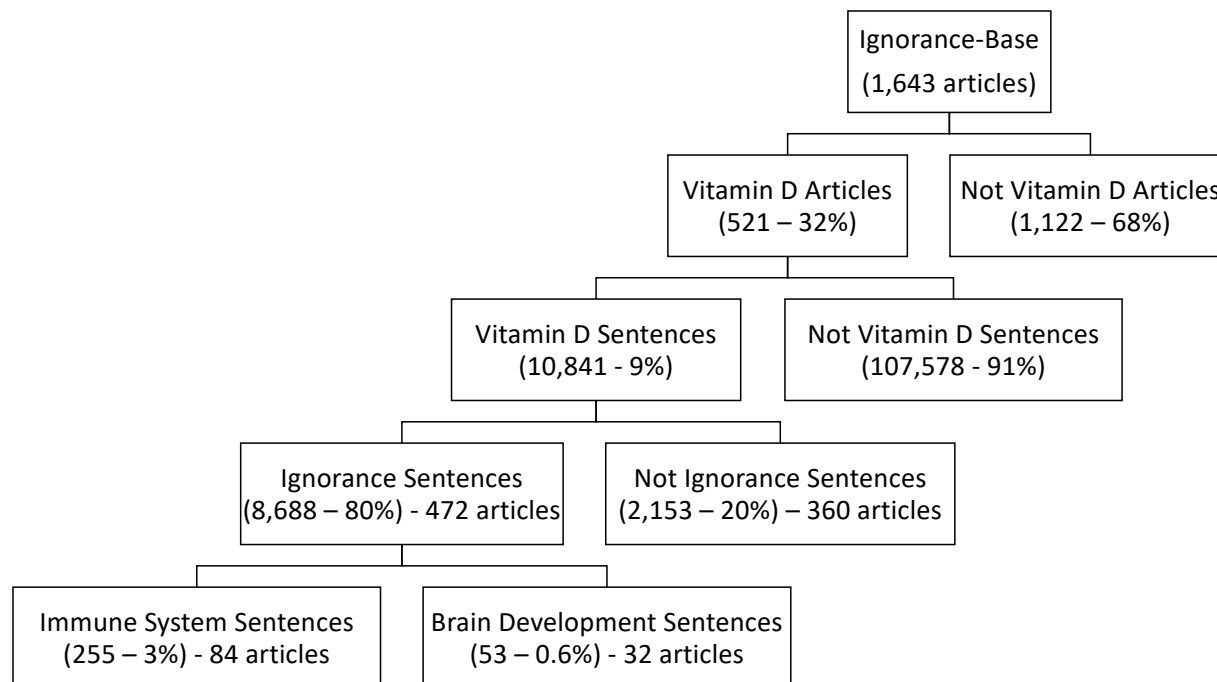 Ignorance-Base
(1,643 articles)
Vitamin D Articles
(521 – 32%)
Not Vitamin D Articles
(1,122 – 68%)
Vitamin D Sentences
(10,841 - 9%)
Not Vitamin D Sentences
(107,578 - 91%)
Ignorance Sentences
(8,688 – 80%) - 472 articles
Not Ignorance Sentences
(2,153 – 20%) – 360 articles
Immune System Sentences
(255 – 3%) - 84 articles
Brain Development Sentences
(53 – 0.6%) - 32 articles